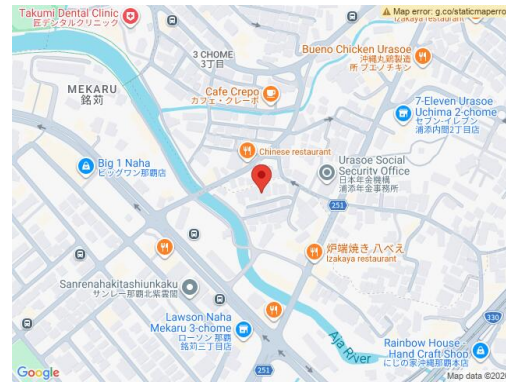 Takumi Dental Clinic
匠デンタルクリニック
Map error: g.co/staticmaperro
Izakaya restaurant
3 CHOME
3丁目
Bueno Chicken Urasoe
沖縄丸鶏製造
所 ブエノチキン
MEKARU
銘苅
Cafe Crepo
カフェ・クレーポ
7-Eleven Urasoe
Uchima 2-chome
セブン-イレブン
浦添内間2丁目店
Chinese restaurant
Big 1 Naha
ビッグワン那覇店
Urasoe Social
Security Office
日本年金機構
浦添年金事務所
251
炉端焼き 八べえ
Izakaya restaurant
251
Sanrenahakitashiunkaku
サンレー那覇北紫雲閣
Lawson Naha
Mekaru 3-chome
ローソン 那覇
銘苅三丁目店
Aja River
330
Rainbow House -
Hand Craft Shop
にじの家沖縄那覇本店
Google
Map data ©2026